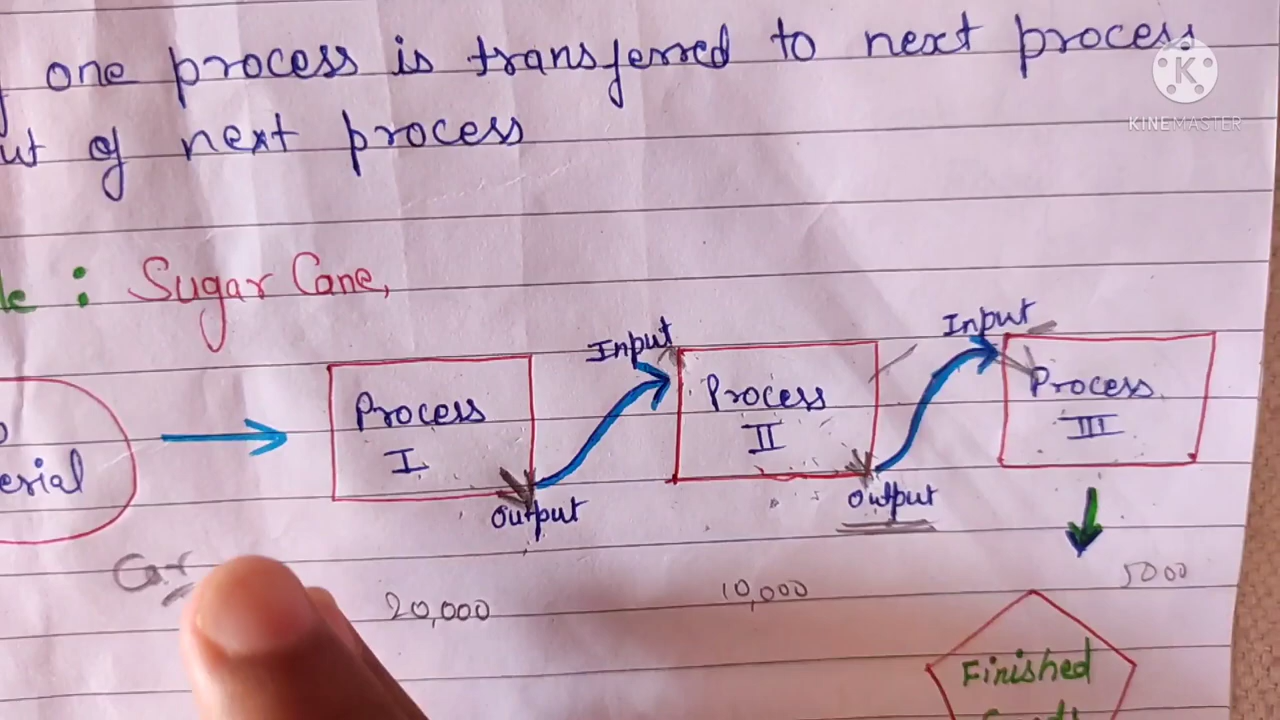 one process is transferred to next process
KINEMASTER
of next process
: Sugar Cane,
Input
Input
Process
I
Process
II
Process
III
Output
Output
20,000
10,000
5000
Finished